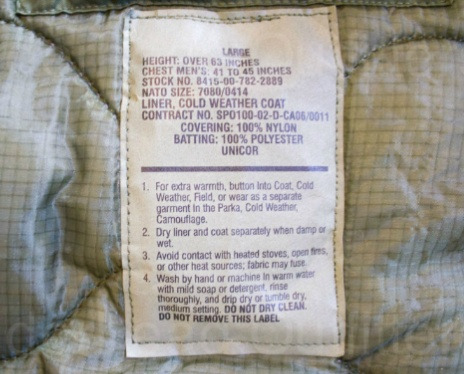 LARGE
HEIGHT: OVER 63 INCHES
CHEST MEN'S: 41 TO 45 INCHES
STOCK NO. 8415-00-782-2889
NATO SIZE: 7080/0414
LINER, COLD WEATHER COAT
CONTRACT NO. SPO100-02-D-CA06/0011
COVERING: 100% NYLON
BATTING: 100% POLYESTER
UNICOR
1. For extra warmth, button into Coat, Cold
Weather, Field, or wear as a separate
garment in the Parka, Cold Weather,
Camouflage.
2. Dry liner and coat separately when damp or
wet.
3. Avoid contact with heated stoves, open fires,
or other heat sources; fabric may fuse.
4. Wash by hand or machine in warm water
with mild soap or detergent, rinse
thoroughly, and drip dry or tumble dry,
medium setting. DO NOT DRY CLEAN.
DO NOT REMOVE THIS LABEL